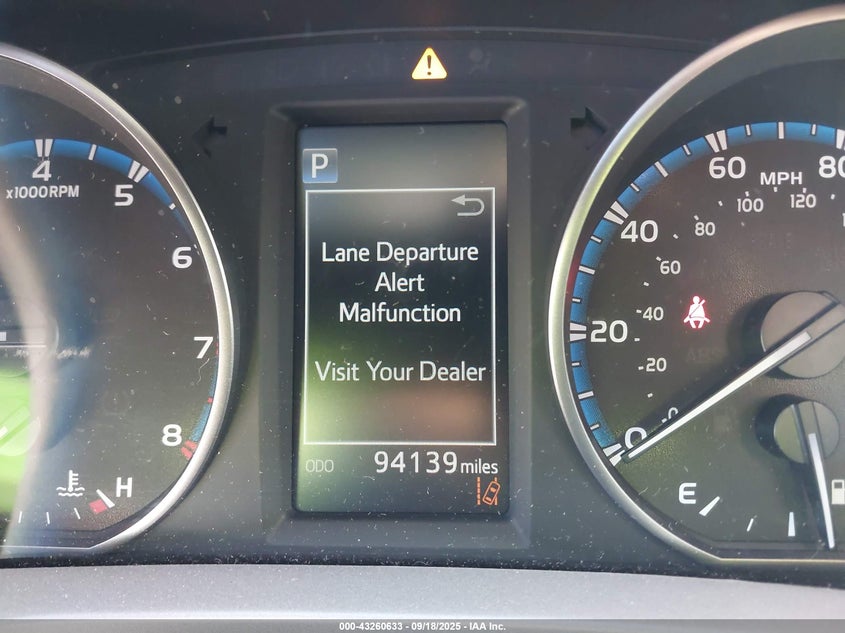 4
x1000RPM
5
6
7
8
H
P
Lane Departure
Alert
Malfunction
Visit Your Dealer
ODO 94139 miles
60 MPH 80
100 120
40 80
60
20 40
20
0 0
E
000-43260633 - 09/18/2025 - IAA Inc.